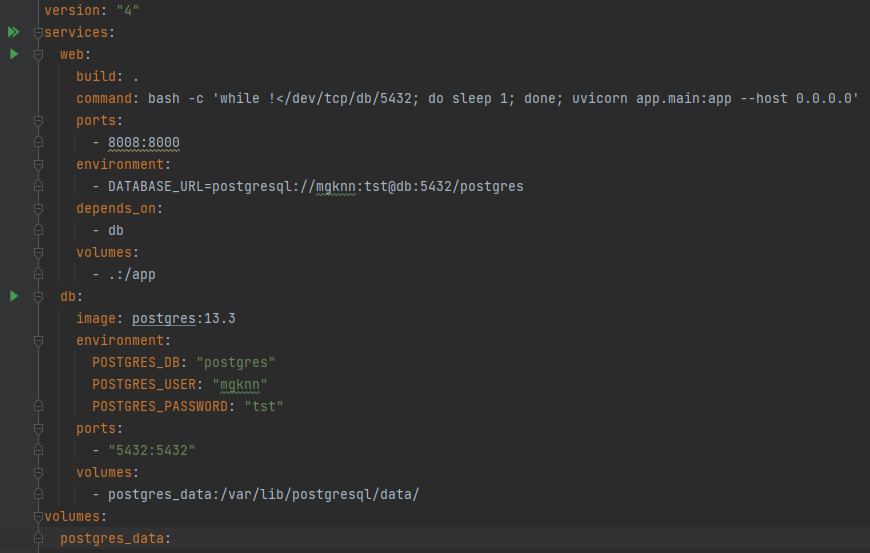 version: "4"
services:
  web:
    build: .
    command: bash -c 'while !</dev/tcp/db/5432; do sleep 1; done; uvicorn app.main:app --host 0.0.0.0'
    ports:
      - 8008:8000
    environment:
      - DATABASE_URL=postgresql://mgknn:tst@db:5432/postgres
    depends_on:
      - db
    volumes:
      - .:/app
  db:
    image: postgres:13.3
    environment:
      POSTGRES_DB: "postgres"
      POSTGRES_USER: "mgknn"
      POSTGRES_PASSWORD: "tst"
    ports:
      - "5432:5432"
    volumes:
      - postgres_data:/var/lib/postgresql/data/
volumes:
  postgres_data: